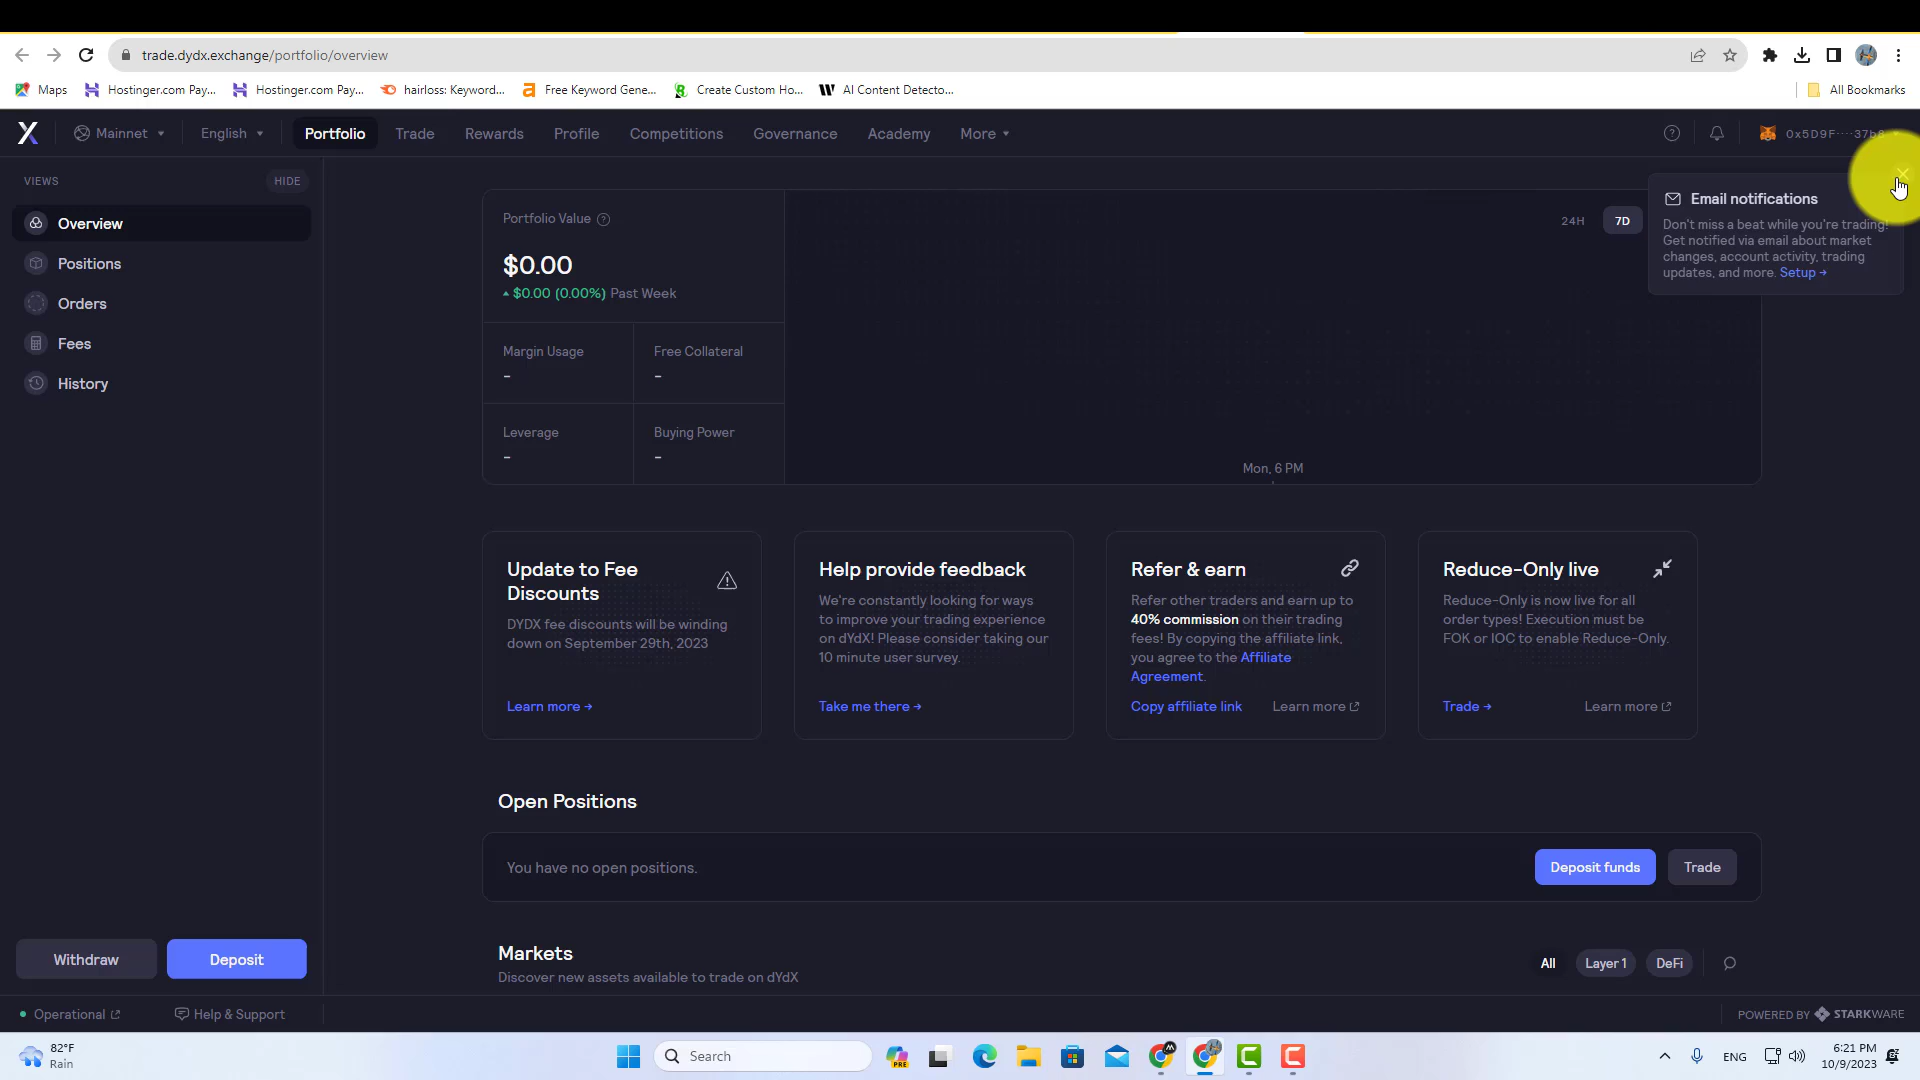 trade.dydx.exchange/portfolio/overview
Maps
Hostinger.com Pay...
Hostinger.com Pay...
hairloss: Keyword...
Free Keyword Gene...
Create Custom Ho...
AI Content Detecto...
All Bookmarks
Mainnet
English
Portfolio
Trade
Rewards
Profile
Competitions
Governance
Academy
More
0x5D9F····37b8
VIEWS
HIDE
Overview
Positions
Orders
Fees
History
Portfolio Value
$0.00
$0.00 (0.00%) Past Week
Margin Usage
-
Free Collateral
-
Leverage
-
Buying Power
-
24H
7D
Mon, 6 PM
Email notifications
Don't miss a beat while you're trading!
Get notified via email about market
changes, account activity, trading
updates, and more. Setup →
Update to Fee
Discounts
DYDX fee discounts will be winding
down on September 29th, 2023
Learn more →
Help provide feedback
We're constantly looking for ways
to improve your trading experience
on dYdX! Please consider taking our
10 minute user survey.
Take me there →
Refer & earn
Refer other traders and earn up to
40% commission on their trading
fees! By copying the affiliate link,
you agree to the Affiliate
Agreement.
Copy affiliate link
Learn more
Reduce-Only live
Reduce-Only is now live for all
order types! Execution must be
FOK or IOC to enable Reduce-Only.
Trade →
Learn more
Open Positions
You have no open positions.
Deposit funds
Trade
Markets
Discover new assets available to trade on dYdX
All
Layer 1
DeFi
Withdraw
Deposit
Operational
Help & Support
POWERED BY STARKWARE
82°F
Rain
Search
PRE
ENG
6:21 PM
10/9/2023